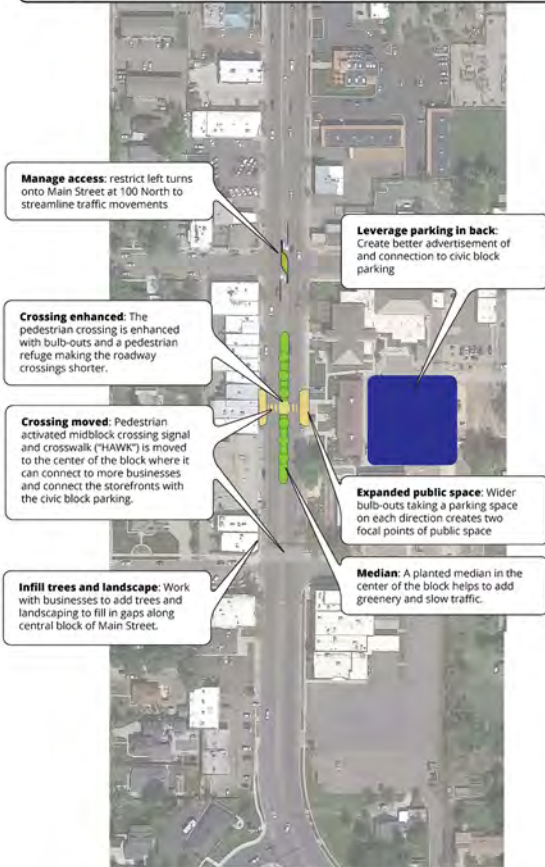 Manage access: restrict left turns
onto Main Street at 100 North to
streamline traffic movements
Leverage parking in back:
Create better advertisement of
and connection to civic block
parking
Crossing enhanced: The
pedestrian crossing is enhanced
with bulb-outs and a pedestrian
refuge making the roadway
crossings shorter.
Crossing moved: Pedestrian
activated midblock crossing signal
and crosswalk ("HAWK") is moved
to the center of the block where it
can connect to more businesses
and connect the storefronts with
the civic block parking.
Expanded public space: Wider
bulb-outs taking a parking space
on each direction creates two
focal points of public space
Infill trees and landscape: Work
with businesses to add trees and
landscaping to fill in gaps along
central block of Main Street.
Median: A planted median in the
center of the block helps to add
greenery and slow traffic.